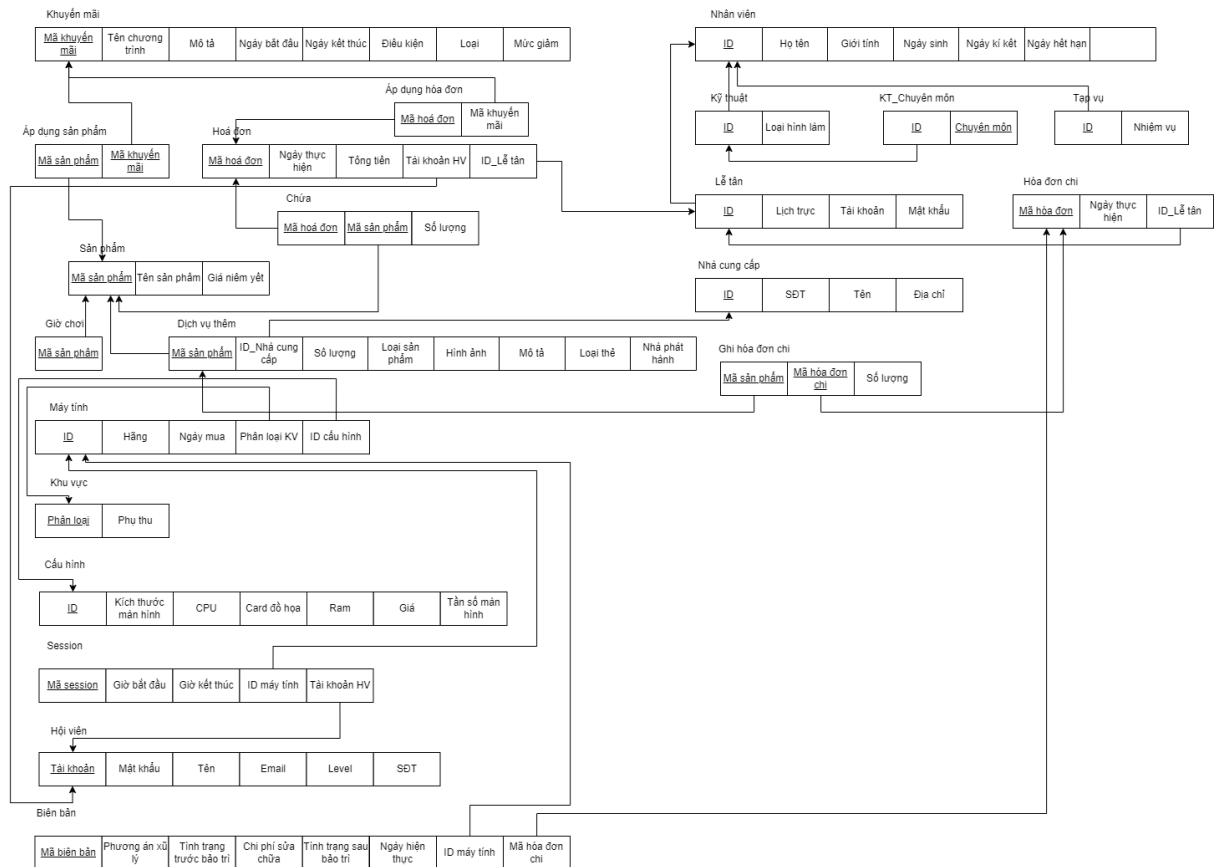 Khuyến mãi
Mã khuyến mãi Tên chương trình Mô tả Ngày bắt đầu Ngày kết thúc Điều kiện Loại Mức giảm
Nhân viên
ID Họ tên Giới tính Ngày sinh Ngày kí kết Ngày hết hạn
Áp dụng hóa đơn
Mã hoá đơn Mã khuyến mãi
Kỹ thuật
ID Loại hình làm
KT_Chuyên môn
ID Chuyên môn
Tạp vụ
ID Nhiệm vụ
Áp dụng sản phẩm
Mã sản phẩm Mã khuyến mãi
Hoá đơn
Mã hoá đơn Ngày thực hiện Tổng tiền Tài khoản HV ID_Lễ tân
Lễ tân
ID Lịch trực Tài khoản Mật khẩu
Hòa đơn chi
Mã hòa đơn Ngày thực hiện ID_Lễ tân
Chứa
Mã hoá đơn Mã sản phẩm Số lượng
Sản phẩm
Mã sản phẩm Tên sản phâm Giá niêm yết
Nhà cung cấp
ID SĐT Tên Địa chỉ
Giờ chơi
Mã sản phâm
Dịch vụ thêm
Mã sản phẩm ID_Nhà cung cấp Số lượng Loại sản phẩm Hình ảnh Mô tả Loại thẻ Nhà phát hành
Ghi hóa đơn chi
Mã sản phẩm Mã hóa đơn chi Số lượng
Máy tính
ID Hãng Ngày mua Phân loại KV ID cấu hình
Khu vực
Phân loại Phụ thu
Cấu hình
ID Kích thước màn hình CPU Card đồ họa Ram Giá Tần số màn hình
Session
Mã session Giờ bắt đầu Giờ kết thúc ID máy tính Tài khoản HV
Hội viên
Tài khoản Mật khẩu Tên Email Level SĐT
Biên bản
Mã biên bản Phương án xũ lý Tình trạng trước bảo trì Chi phí sửa chữa Tình trạng sau bảo trì Ngày hiện thực ID máy tính Mã hóa đơn chi